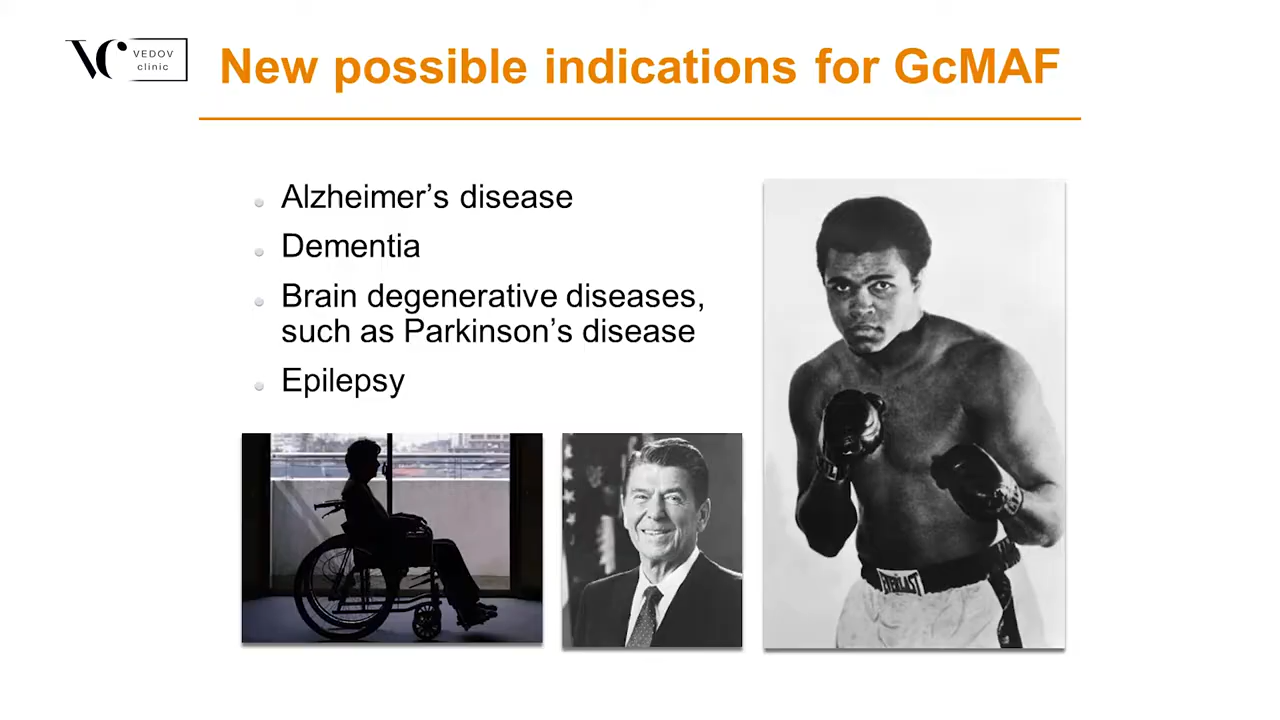 VEDOV
clinic
New possible indications for GcMAF
Alzheimer’s disease
Dementia
Brain degenerative diseases,
such as Parkinson’s disease
Epilepsy
EVERLAST